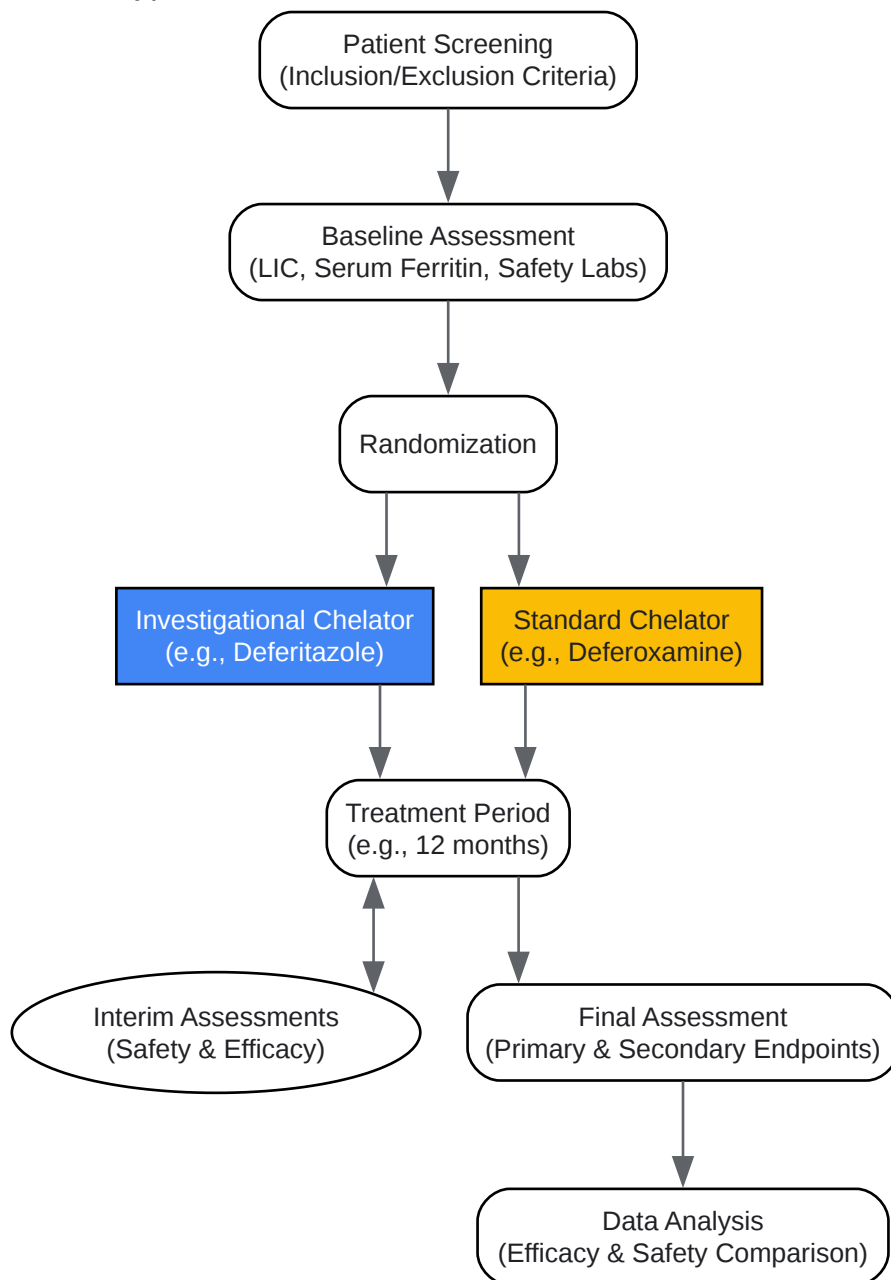 Patient Screening
(Inclusion/Exclusion Criteria)
Baseline Assessment
(LIC, Serum Ferritin, Safety Labs)
Randomization
Investigational Chelator
(e.g., Deferitazole)
Standard Chelator
(e.g., Deferoxamine)
Treatment Period
(e.g., 12 months)
Interim Assessments
(Safety & Efficacy)
Final Assessment
(Primary & Secondary Endpoints)
Data Analysis
(Efficacy & Safety Comparison)